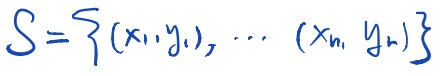 S = {(x₁, y₁), ⋯ (xₙ, yₙ)}